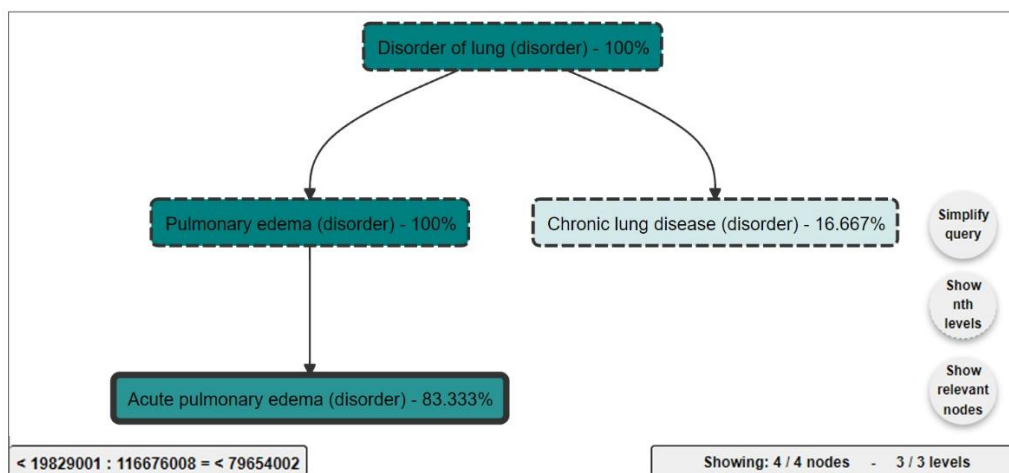 Disorder of lung (disorder) - 100%
Pulmonary edema (disorder) - 100%
Chronic lung disease (disorder) - 16.667%
Simplify
query
Show
nth
levels
Acute pulmonary edema (disorder) - 83.333%
Show
relevant
nodes
< 19829001 : 116676008 = < 79654002
Showing: 4 / 4 nodes - 3 / 3 levels